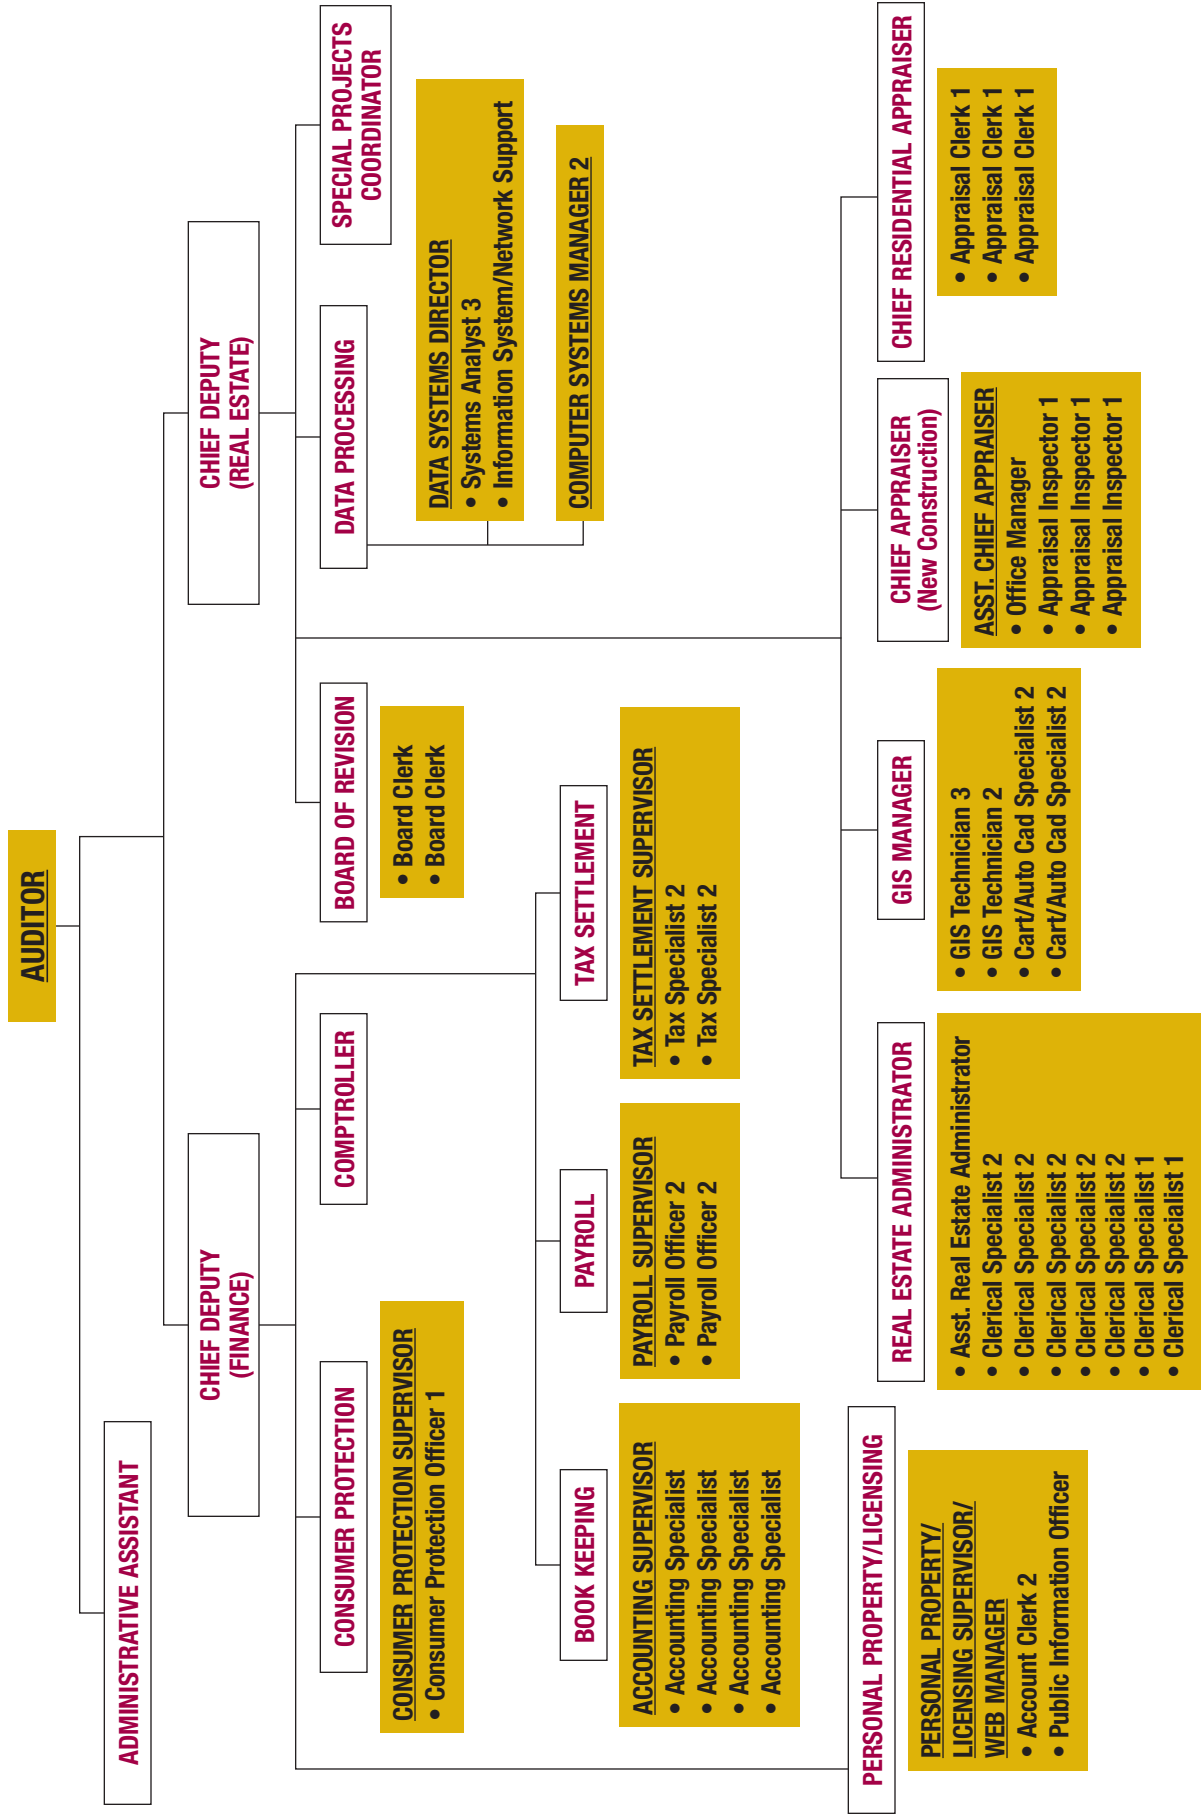 AUDITOR
ADMINISTRATIVE ASSISTANT
CHIEF DEPUTY
(FINANCE)
CHIEF DEPUTY
(REAL ESTATE)
CONSUMER PROTECTION
CONSUMER PROTECTION SUPERVISOR
• Consumer Protection Officer 1
COMPTROLLER
BOARD OF REVISION
• Board Clerk
• Board Clerk
DATA PROCESSING
DATA SYSTEMS DIRECTOR
• Systems Analyst 3
• Information System/Network Support
COMPUTER SYSTEMS MANAGER 2
SPECIAL PROJECTS
COORDINATOR
BOOK KEEPING
ACCOUNTING SUPERVISOR
• Accounting Specialist
• Accounting Specialist
• Accounting Specialist
• Accounting Specialist
PAYROLL
PAYROLL SUPERVISOR
• Payroll Officer 2
• Payroll Officer 2
TAX SETTLEMENT
TAX SETTLEMENT SUPERVISOR
• Tax Specialist 2
• Tax Specialist 2
PERSONAL PROPERTY/LICENSING
PERSONAL PROPERTY/
LICENSING SUPERVISOR/
WEB MANAGER
• Account Clerk 2
• Public Information Officer
REAL ESTATE ADMINISTRATOR
• Asst. Real Estate Administrator
• Clerical Specialist 2
• Clerical Specialist 2
• Clerical Specialist 2
• Clerical Specialist 2
• Clerical Specialist 2
• Clerical Specialist 1
• Clerical Specialist 1
GIS MANAGER
• GIS Technician 3
• GIS Technician 2
• Cart/Auto Cad Specialist 2
• Cart/Auto Cad Specialist 2
CHIEF APPRAISER
(New Construction)
ASST. CHIEF APPRAISER
• Office Manager
• Appraisal Inspector 1
• Appraisal Inspector 1
• Appraisal Inspector 1
CHIEF RESIDENTIAL APPRAISER
• Appraisal Clerk 1
• Appraisal Clerk 1
• Appraisal Clerk 1